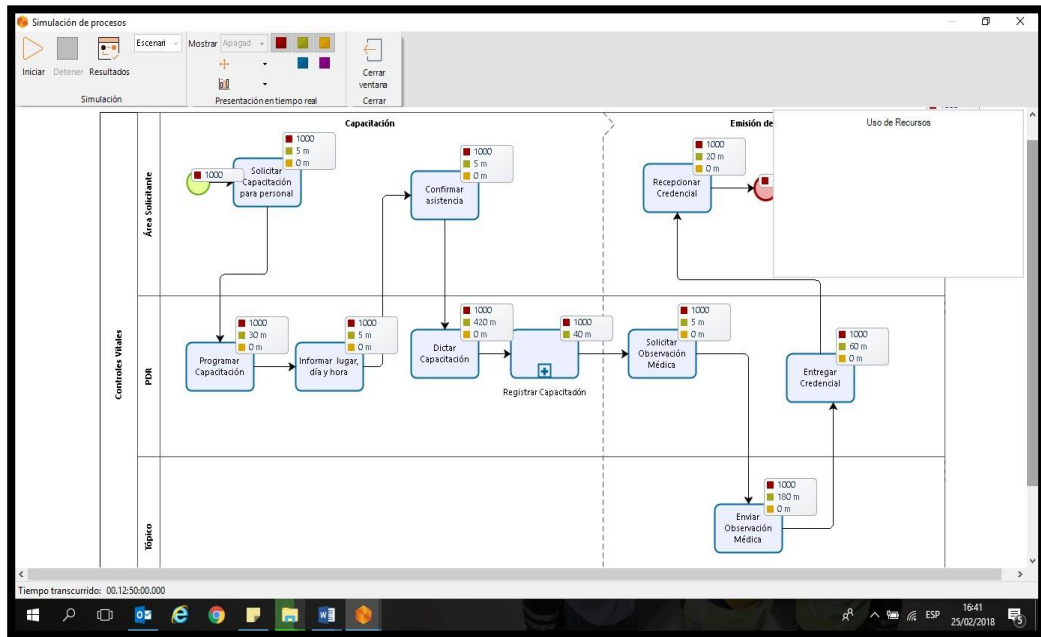 Simulación de procesos
Iniciar
Detener
Resultados
Escenari
Simulación
Mostrar
Apagad
Presentación en tiempo real
Cerrar
ventana
Cerrar
Capacitación
Emisión de
1000
Uso de Recursos
Controles Vitales
Área Solicitante
1000
Solicitar
Capacitación
para personal
1000
5 m
0 m
Confirmar
asistencia
1000
5 m
0 m
Recepcionar
Credencial
1000
20 m
0 m
PDR
Programar
Capacitación
1000
30 m
0 m
Informar lugar,
día y hora
1000
5 m
0 m
Dictar
Capacitación
1000
420 m
0 m
1000
40 m
Registrar Capacitadón
Solicitar
Observación
Médica
1000
5 m
0 m
Entregar
Credencial
1000
60 m
0 m
Tópico
Enviar
Observación
Médica
1000
180 m
0 m
Tiempo transcurrido: 00.12:50:00.000
ESP
16:41
25/02/2018
5